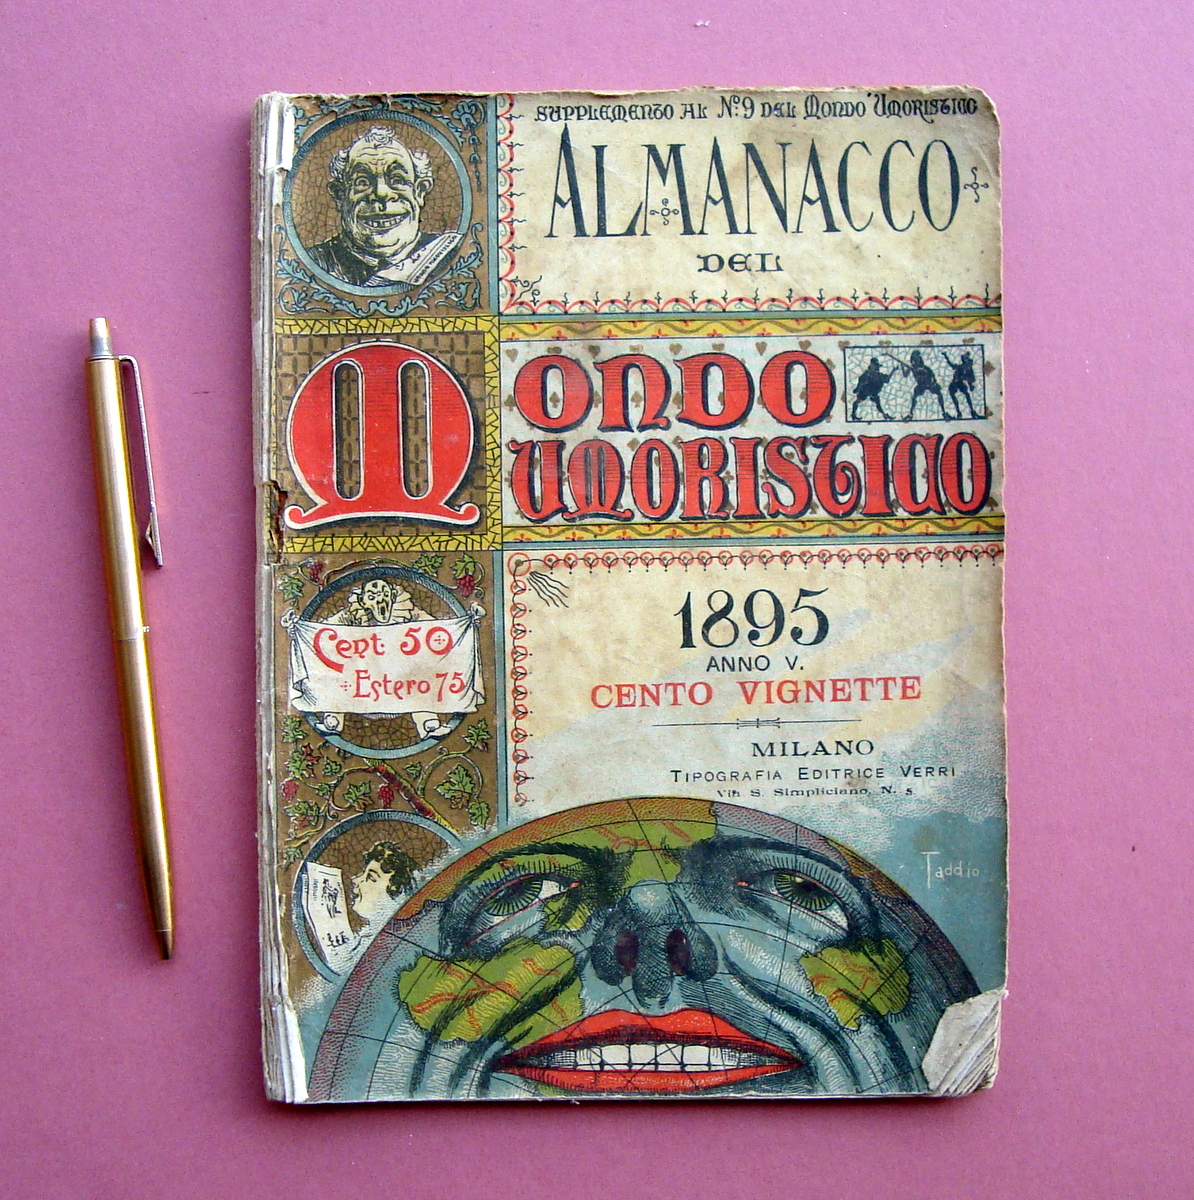 SUPPLEMENTO AL No. 9 DEL MONDO UMORISTICO
ALMANACCO
DEL
MONDO
UMORISTICO
Cent. 50
Estero 75
1895
ANNO V.
CENTO VIGNETTE
MILANO
TIPOGRAFIA EDITRICE VERRI
Via S. Simpliciano, N. 5
Taddio